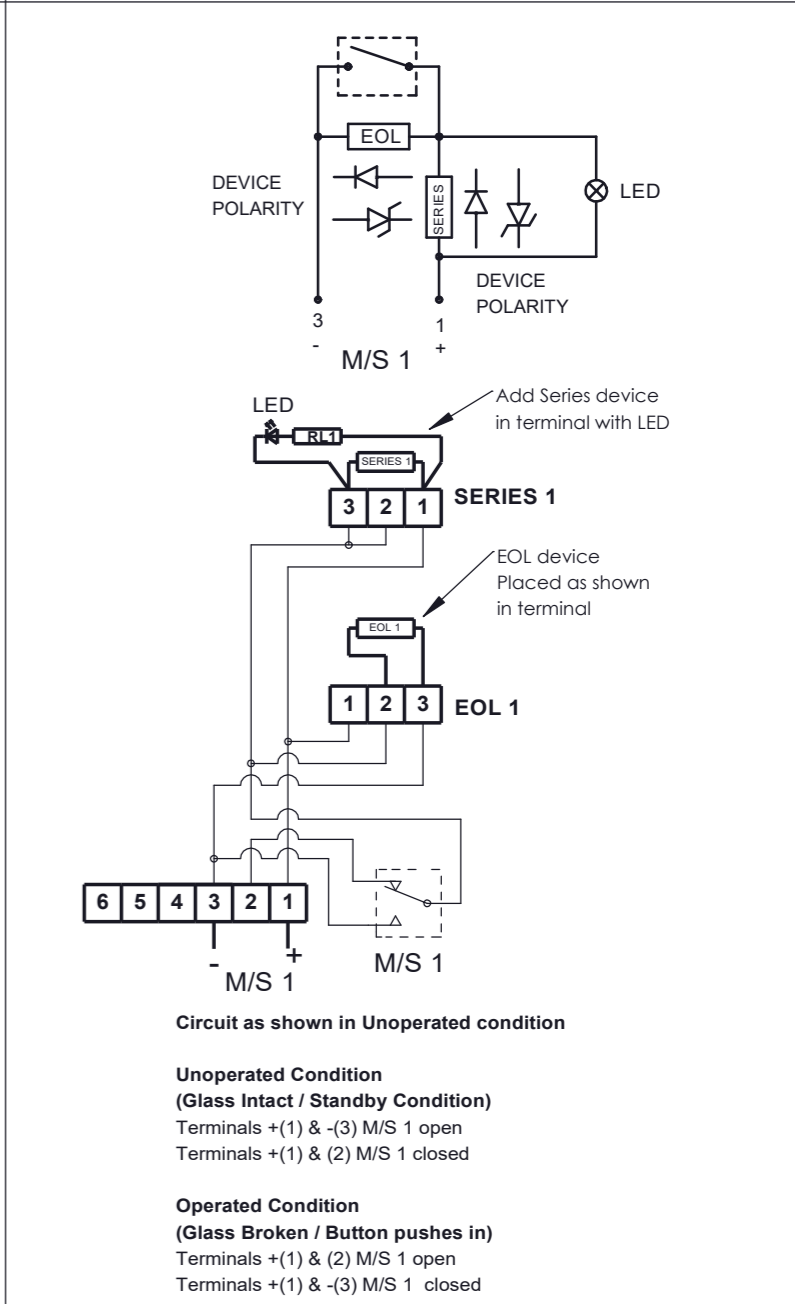 EOL
DEVICE
POLARITY
SERIES
LED
DEVICE
POLARITY
3
1
-
+
M/S 1
LED
RL1
SERIES 1
Add Series device
in terminal with LED
3 2 1
SERIES 1
EOL device
Placed as shown
in terminal
EOL 1
1 2 3
EOL 1
6 5 4 3 2 1
- +
M/S 1
M/S 1
Circuit as shown in Unoperated condition
Unoperated Condition
(Glass Intact / Standby Condition)
Terminals +(1) & -(3) M/S 1 open
Terminals +(1) & (2) M/S 1 closed
Operated Condition
(Glass Broken / Button pushes in)
Terminals +(1) & (2) M/S 1 open
Terminals +(1) & -(3) M/S 1 closed